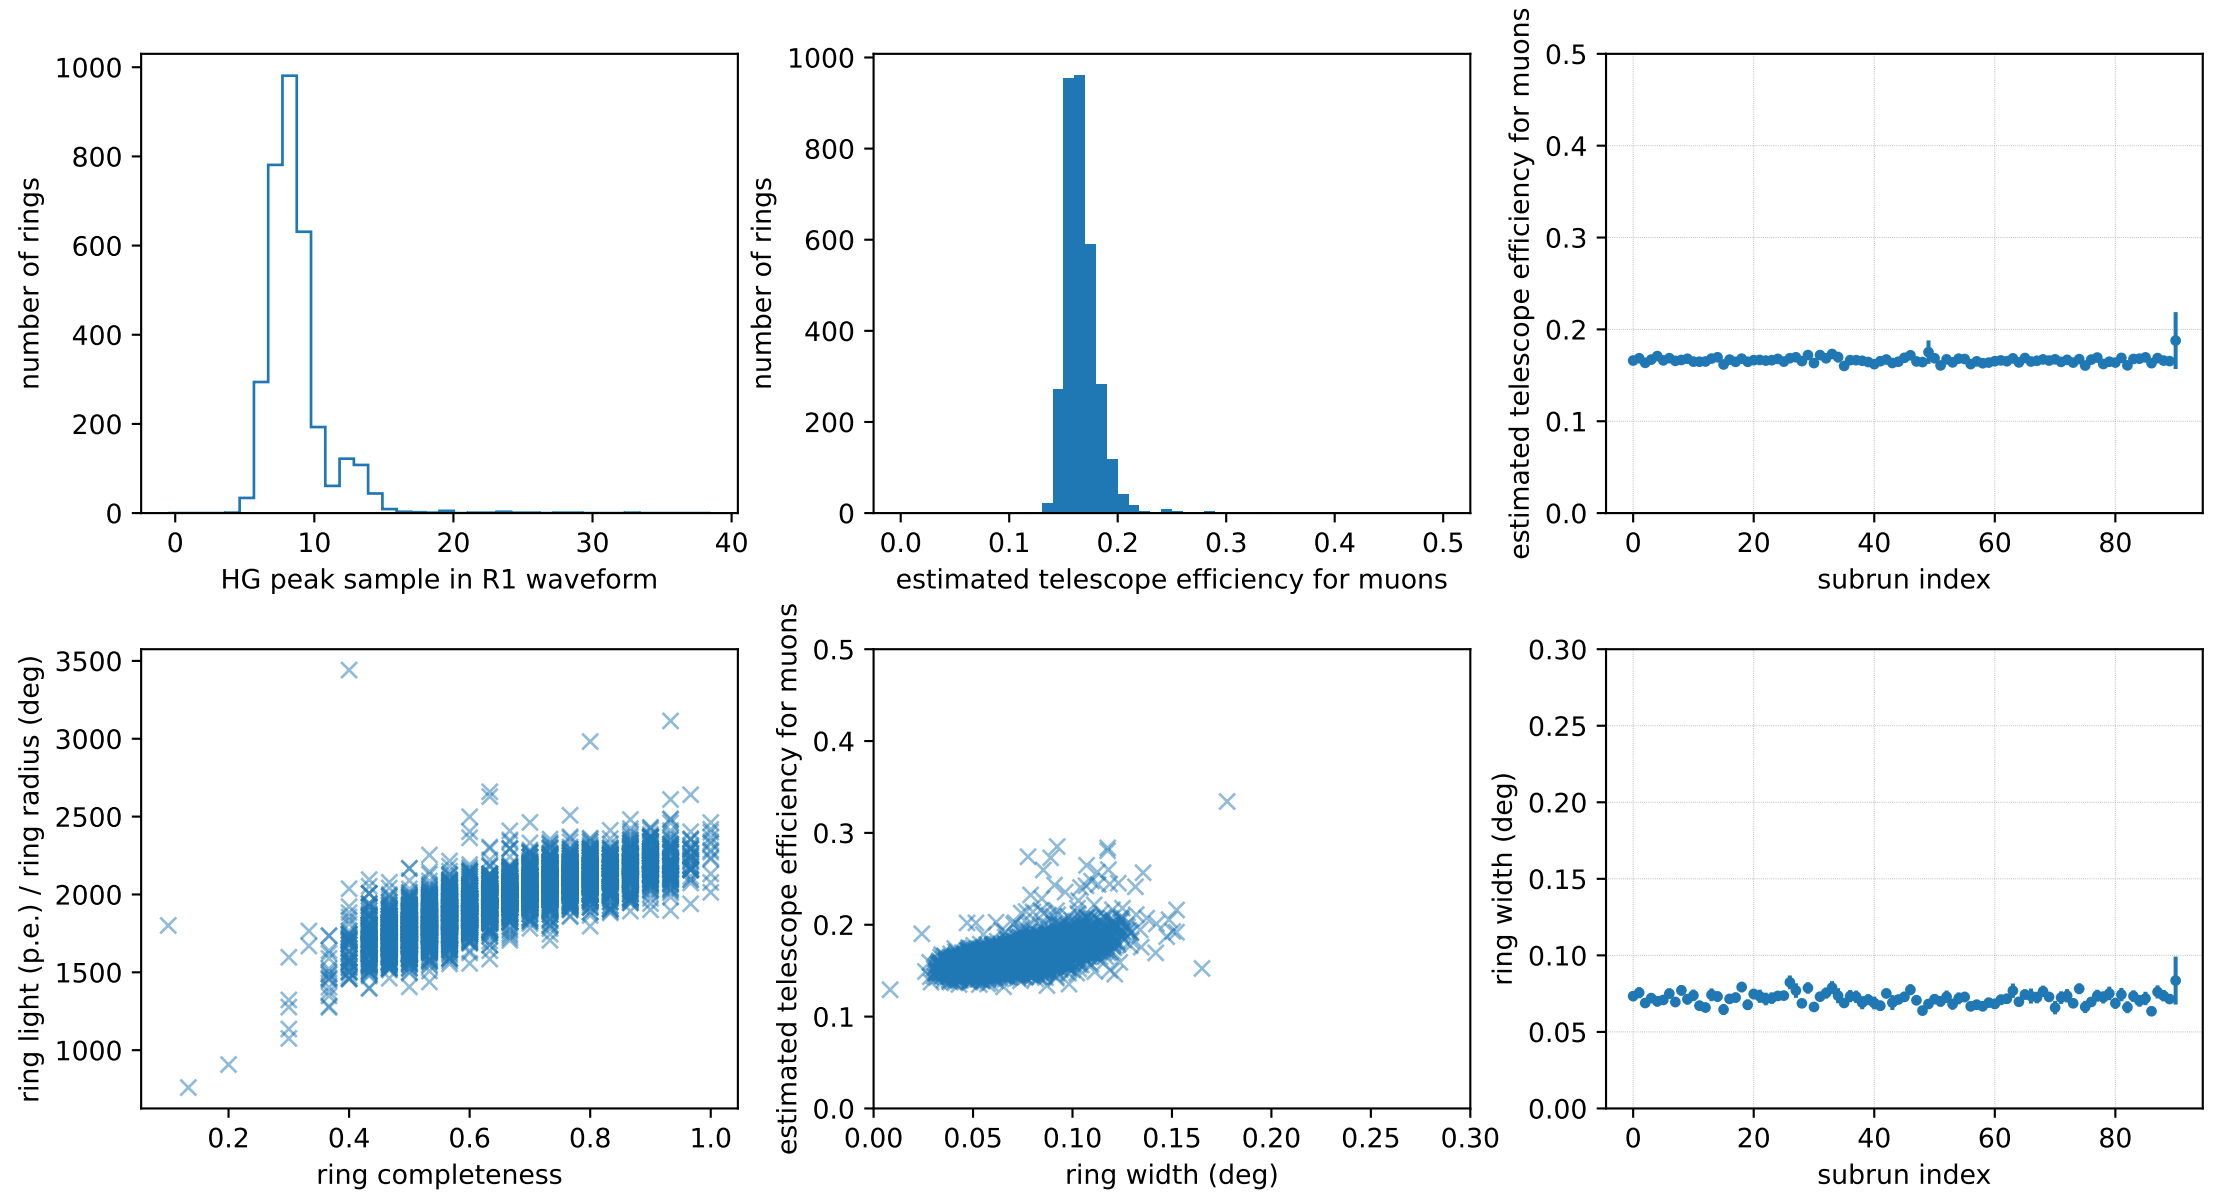 number of rings
1000
800
600
400
200
0
0 10 20 30 40
HG peak sample in R1 waveform
number of rings
1000
800
600
400
200
0
0.0 0.1 0.2 0.3 0.4 0.5
estimated telescope efficiency for muons
estimated telescope efficiency for muons
0.5
0.4
0.3
0.2
0.1
0.0
0 20 40 60 80
subrun index
ring light (p.e.) / ring radius (deg)
3500
3000
2500
2000
1500
1000
0.2 0.4 0.6 0.8 1.0
ring completeness
estimated telescope efficiency for muons
0.5
0.4
0.3
0.2
0.1
0.0
0.00 0.05 0.10 0.15 0.20 0.25 0.30
ring width (deg)
ring width (deg)
0.30
0.25
0.20
0.15
0.10
0.05
0.00
0 20 40 60 80
subrun index